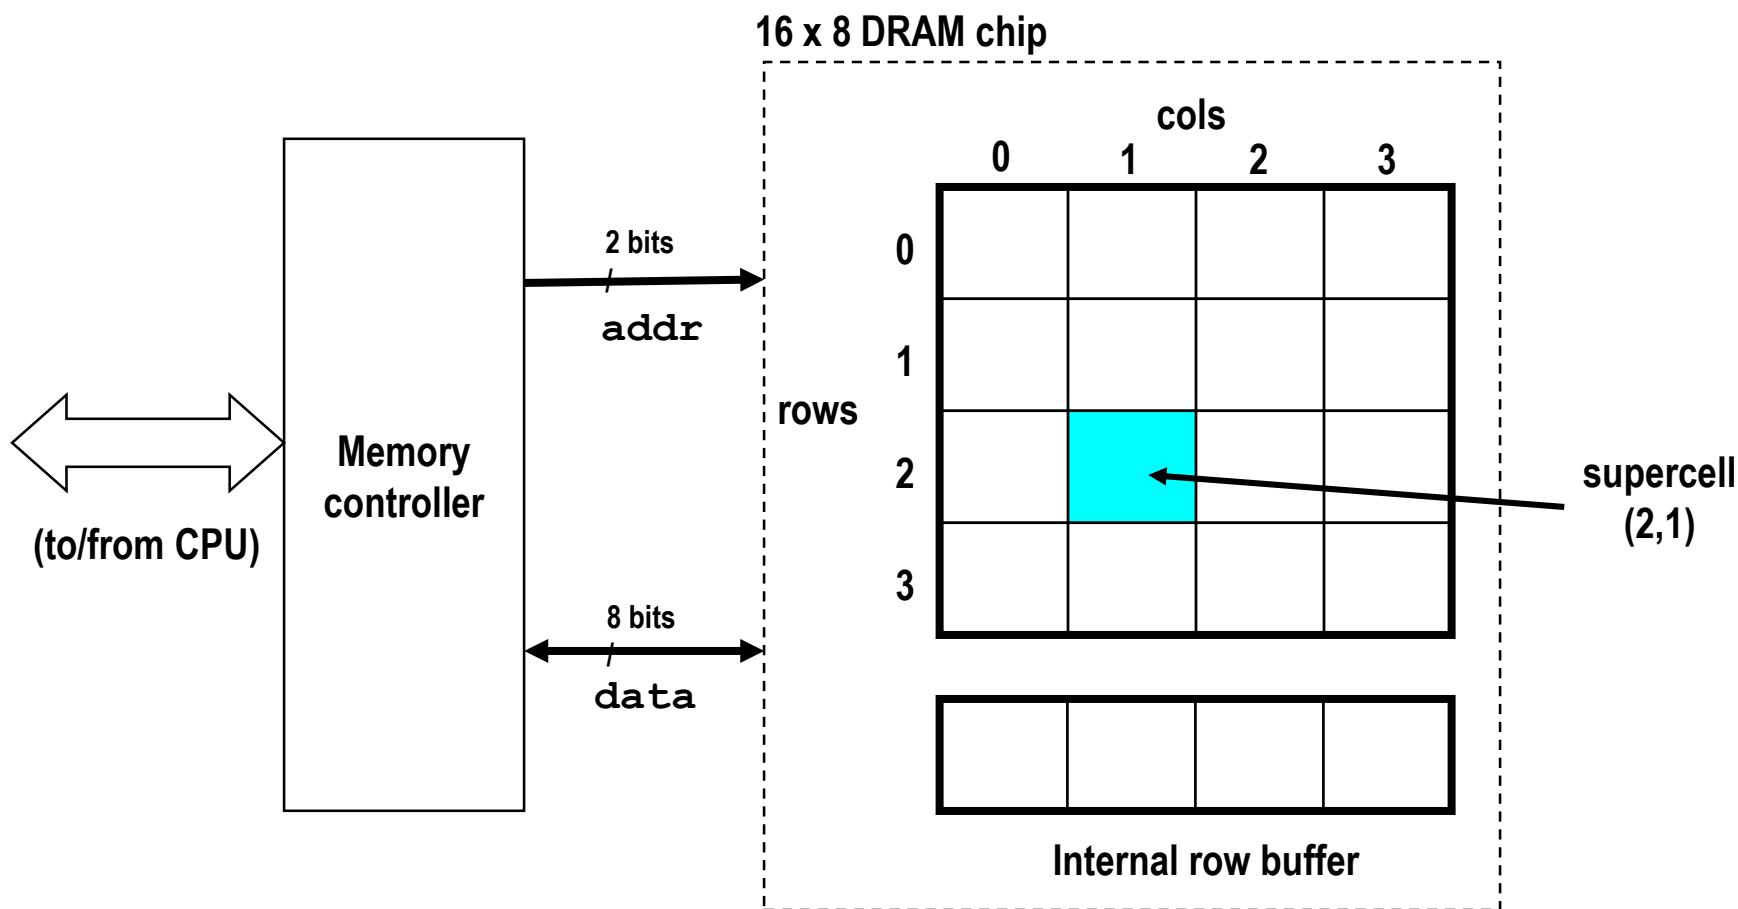 16 x 8 DRAM chip
cols
0 1 2 3
2 bits
addr
0
1
rows
2
3
Memory
controller
(to/from CPU)
supercell
(2,1)
8 bits
data
Internal row buffer